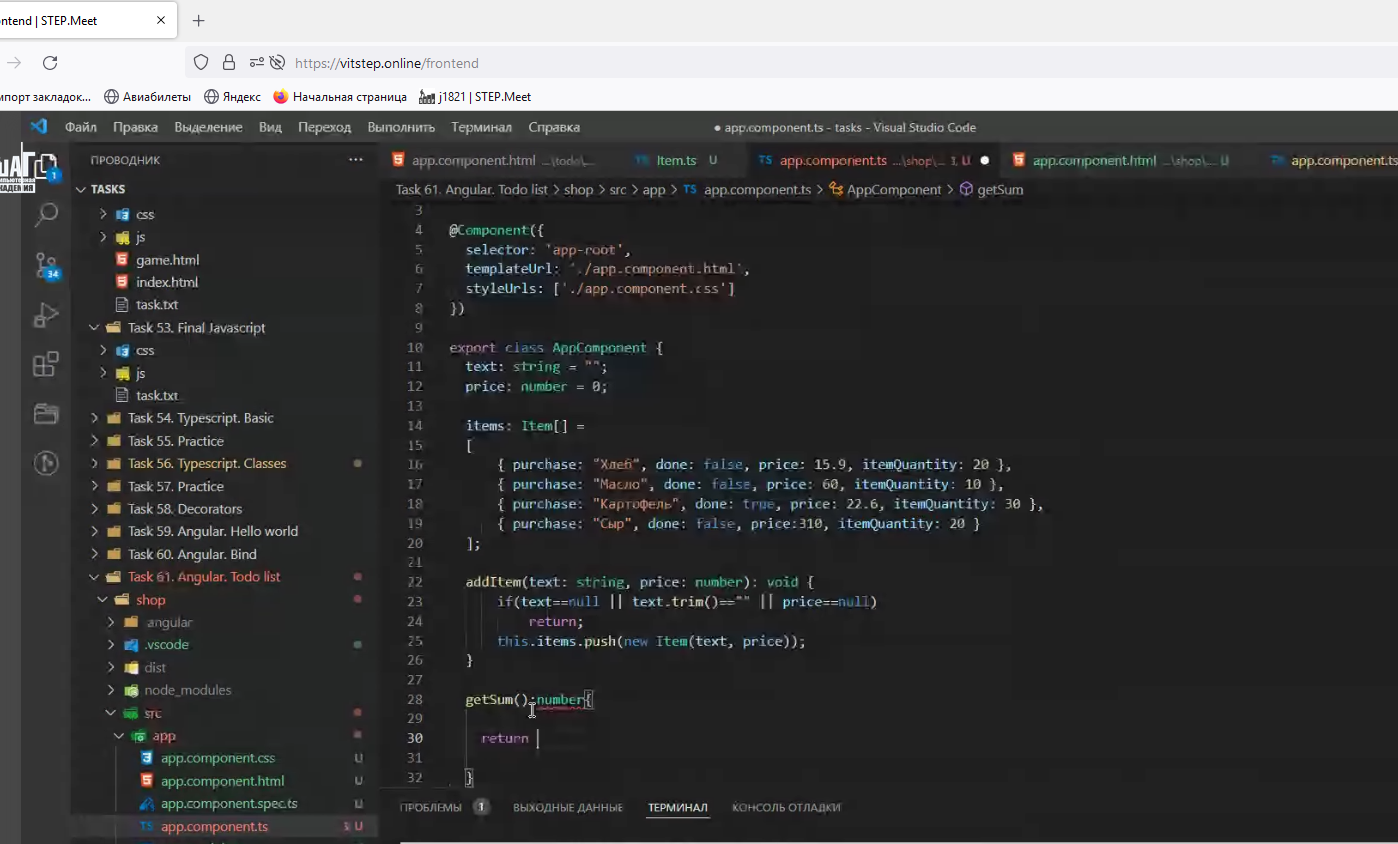 ntend | STEP.Meet
https://vitstep.online/frontend
мпорт закладок...
Авиабилеты
Яндекс
Начальная страница
j1821 | STEP.Meet
Файл Правка Выделение Вид Переход Выполнить Терминал Справка
● app.component.ts - tasks - Visual Studio Code
ПРОВОДНИК
TASKS
css
js
game.html
index.html
task.txt
Task 53. Final Javascript
css
js
task.txt
Task 54. Typescript. Basic
Task 55. Practice
Task 56. Typescript. Classes
Task 57. Practice
Task 58. Decorators
Task 59. Angular. Hello world
Task 60. Angular. Bind
Task 61. Angular. Todo list
shop
.angular
.vscode
dist
node_modules
src
app
app.component.css U
app.component.html U
app.component.spec.ts U
TS app.component.ts 3 U
1
34
app.component.html ...\todo\...
TS Item.ts U
TS app.component.ts ...\shop\... 3, U
app.component.html ...\shop\... U
TS app.component.ts
Task 61. Angular. Todo list > shop > src > app > TS app.component.ts > AppComponent > getSum
3
4 @Component({
5 selector: 'app-root',
6 templateUrl: './app.component.html',
7 styleUrls: ['./app.component.css']
8 })
9
10 export class AppComponent {
11 text: string = "";
12 price: number = 0;
13
14 items: Item[] =
15 [
16 { purchase: "Хлеб", done: false, price: 15.9, itemQuantity: 20 },
17 { purchase: "Масло", done: false, price: 60, itemQuantity: 10 },
18 { purchase: "Картофель", done: true, price: 22.6, itemQuantity: 30 },
19 { purchase: "Сыр", done: false, price:310, itemQuantity: 20 }
20 ];
21
22 addItem(text: string, price: number): void {
23 if(text==null || text.trim()=="" || price==null)
24 return;
25 this.items.push(new Item(text, price));
26 }
27
28 getSum():number{
29
30 return
31
32 }
ПРОБЛЕМЫ 1 ВЫХОДНЫЕ ДАННЫЕ ТЕРМИНАЛ КОНСОЛЬ ОТЛАДКИ